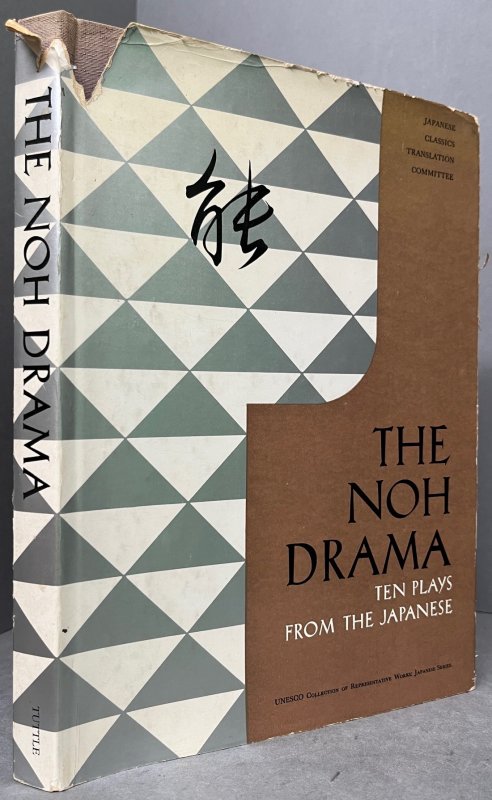 THE NOH DRAMA
TUTTLE
能
JAPANESE
CLASSICS
TRANSLATION
COMMITTEE
THE
NOH
DRAMA
TEN PLAYS
FROM THE JAPANESE
UNESCO COLLECTION OF REPRESENTATIVE WORKS: JAPANESE SERIES.